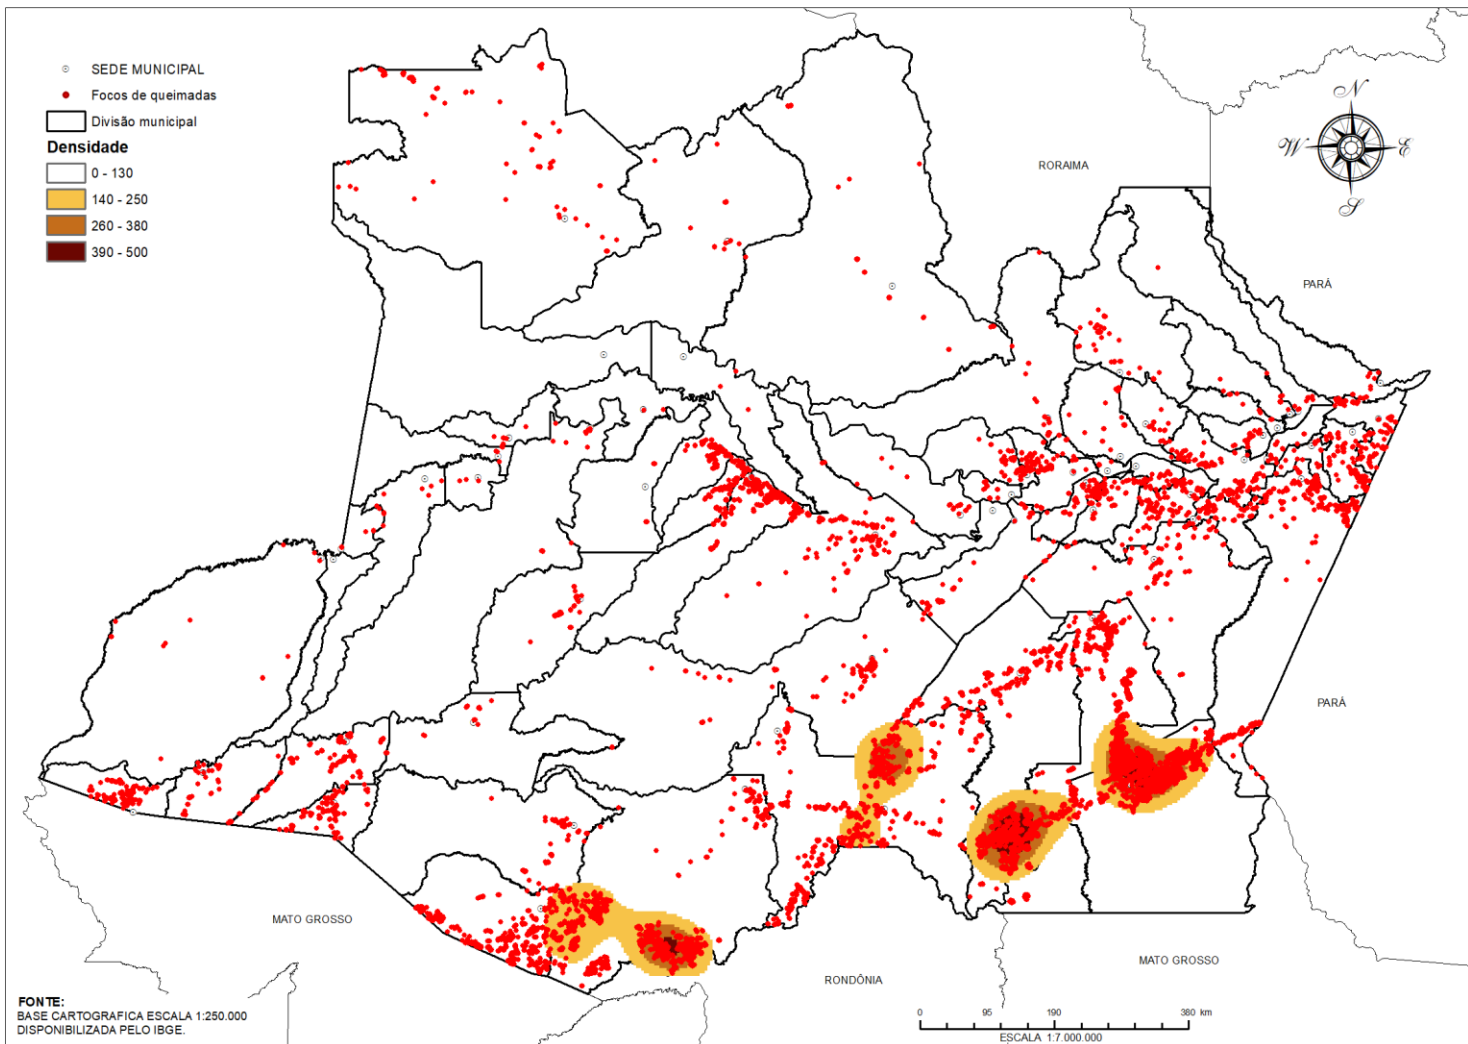 SEDE MUNICIPAL
Focos de queimadas
Divisão municipal
Densidade
0 - 130
140 - 250
260 - 380
390 - 500
N
W
E
S
RORAIMA
PARÁ
PARÁ
MATO GROSSO
RONDÔNIA
MATO GROSSO
FONTE:
BASE CARTOGRAFICA ESCALA 1:250.000
DISPONIBILIZADA PELO IBGE.
0 95 190 380 km
ESCALA 1:7.000.000